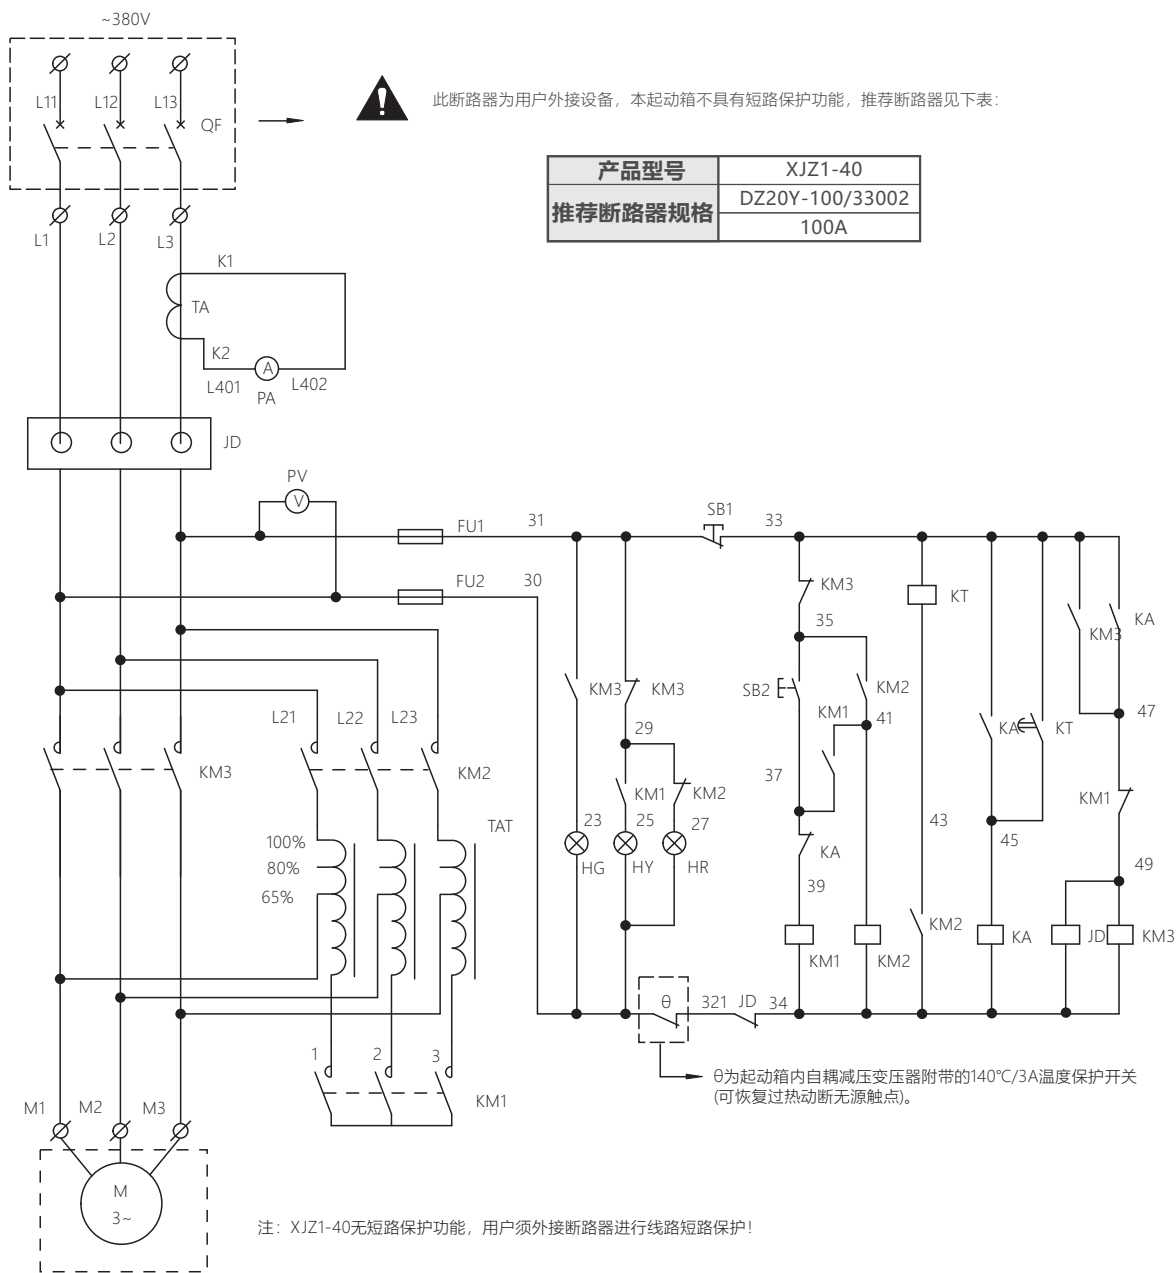 ~380V
L11
L12
L13
QF
此断路器为用户外接设备，本起动箱不具有短路保护功能，推荐断路器见下表：
产品型号
XJZ1-40
推荐断路器规格
DZ20Y-100/33002
100A
L1
L2
L3
K1
TA
K2
L401
A
L402
PA
JD
PV
V
FU1
31
SB1
33
FU2
30
KM3
KT
KA
35
KM3
SB2
KM2
KM3
KM3
L21
L22
L23
KM1
41
47
29
KA
KT
KM3
KM2
37
KM1
KM2
KM1
TAT
23
25
27
43
45
100%
80%
65%
HG
HY
HR
KA
39
49
KM2
KA
JD
KM3
KM1
KM2
θ
321
JD
34
1
2
3
θ为起动箱内自耦减压变压器附带的140℃/3A温度保护开关
(可恢复过热动断无源触点)。
KM1
M1
M2
M3
M
3~
注：XJZ1-40无短路保护功能，用户须外接断路器进行线路短路保护！